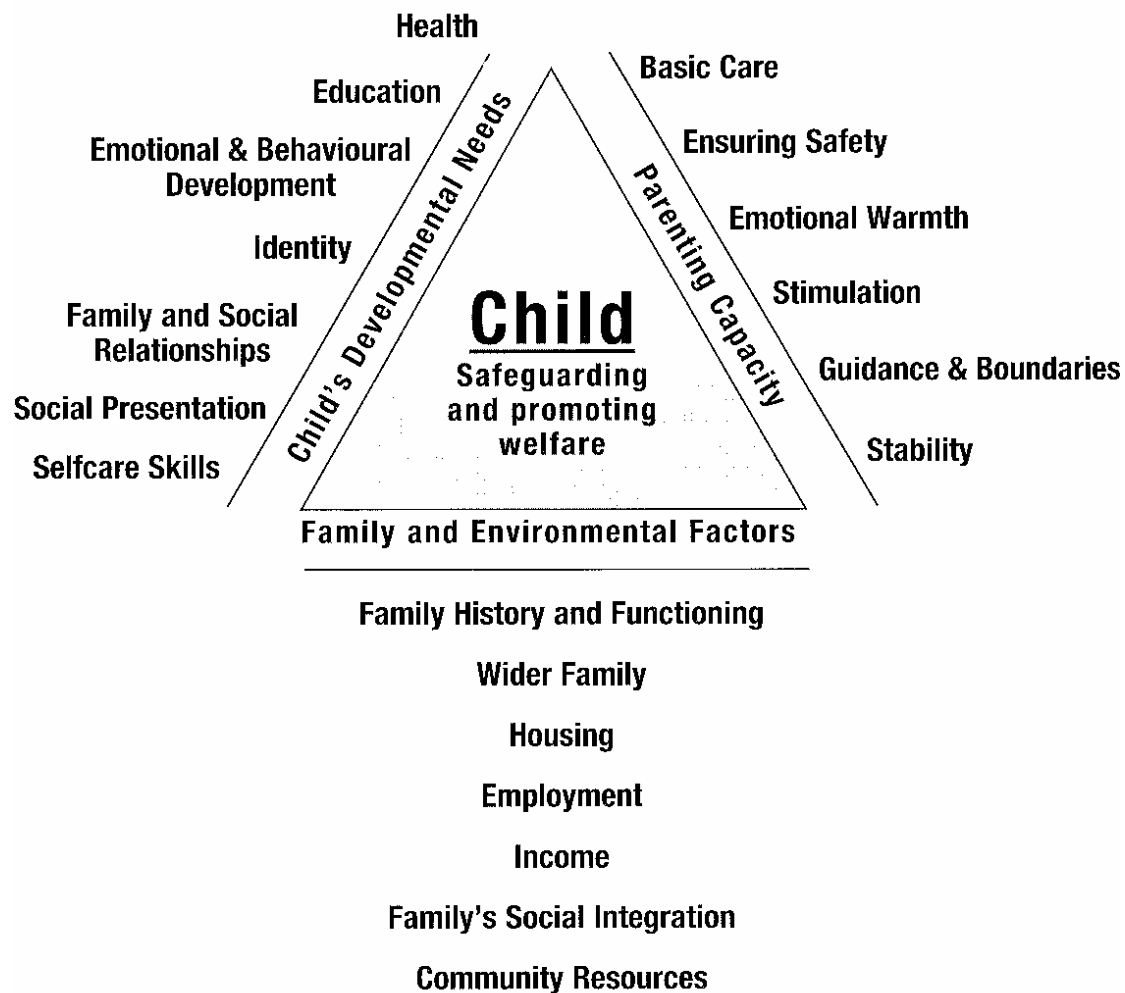 Health
Education
Emotional & Behavioural
Development
Identity
Family and Social
Relationships
Social Presentation
Selfcare Skills
Child's Developmental Needs
Child
Safeguarding
and promoting
welfare
Parenting Capacity
Basic Care
Ensuring Safety
Emotional Warmth
Stimulation
Guidance & Boundaries
Stability
Family and Environmental Factors
Family History and Functioning
Wider Family
Housing
Employment
Income
Family's Social Integration
Community Resources